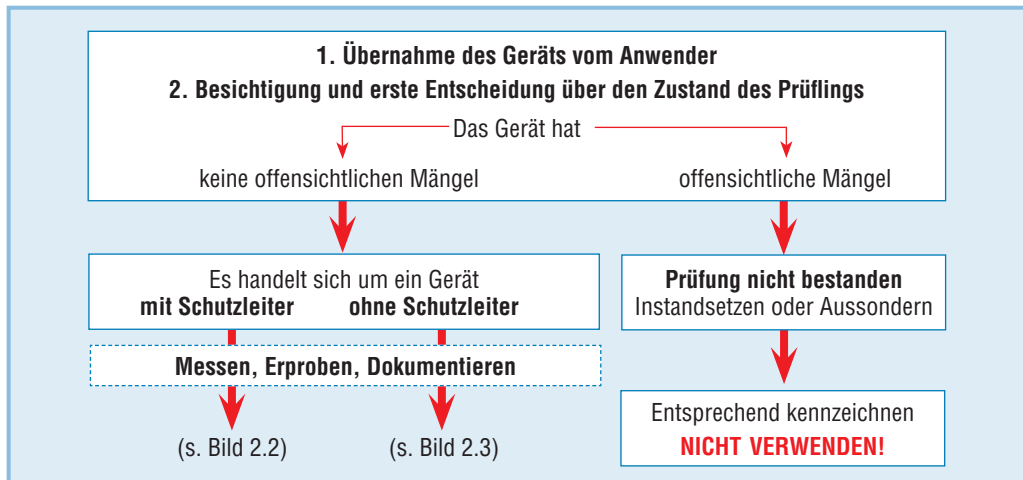 1. Übernahme des Geräts vom Anwender
2. Besichtigung und erste Entscheidung über den Zustand des Prüflings
Das Gerät hat
keine offensichtlichen Mängel
offensichtliche Mängel
Es handelt sich um ein Gerät
mit Schutzleiter ohne Schutzleiter
Messen, Erproben, Dokumentieren
(s. Bild 2.2) (s. Bild 2.3)
Prüfung nicht bestanden
Instandsetzen oder Aussondern
Entsprechend kennzeichnen
NICHT VERWENDEN!